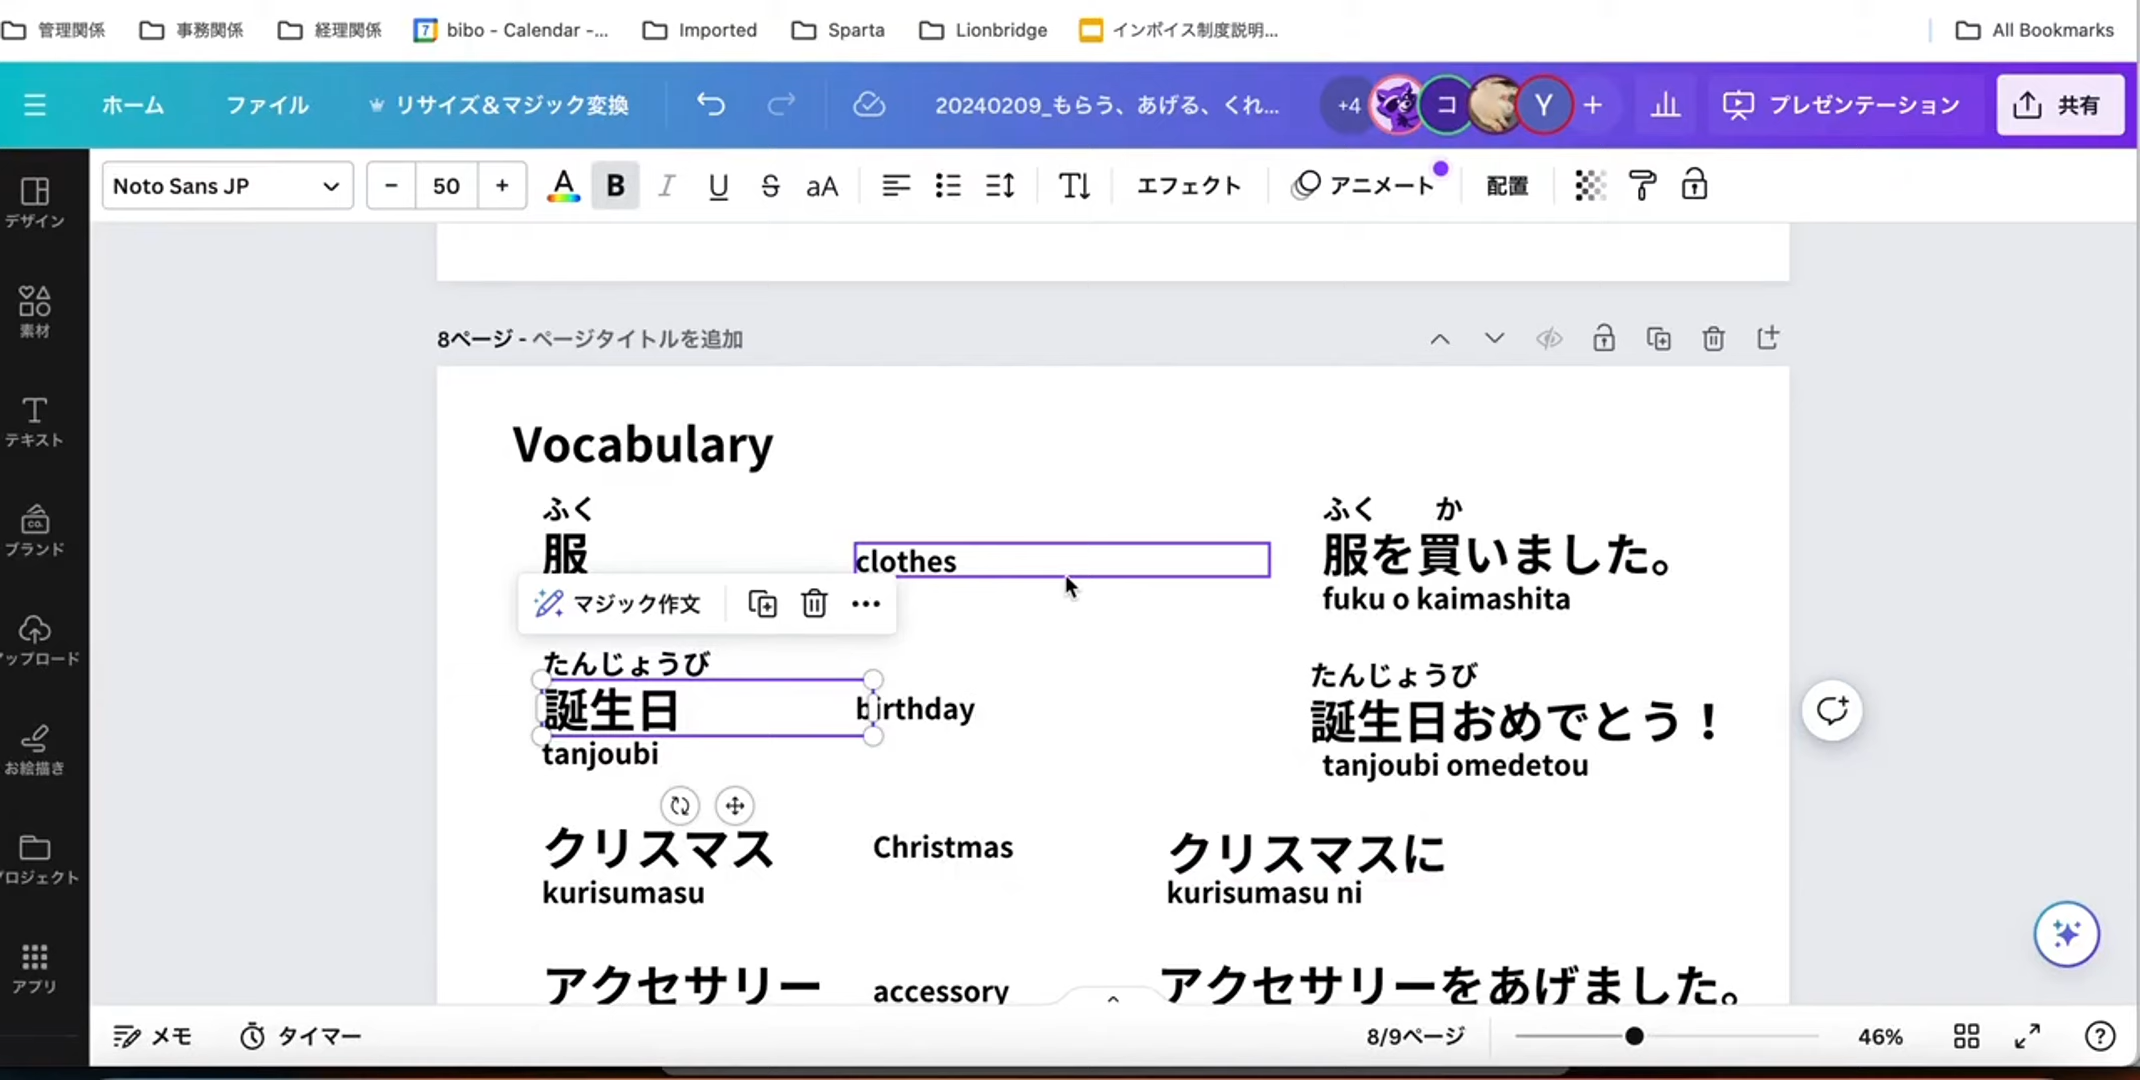 管理関係 事務関係 経理関係 7 bibo - Calendar -... Imported Sparta Lionbridge インボイス制度説明... All Bookmarks
ホーム ファイル リサイズ&マジック変換 20240209_もらう、あげる、くれ... +4 コ Y プレゼンテーション 共有
Noto Sans JP 50 A B I U S aA エフェクト アニメート 配置
デザイン
素材
テキスト
CO.
ブランド
アップロード
お絵描き
プロジェクト
アプリ
8ページ - ページタイトルを追加
Vocabulary
ふく
服
clothes
ふく か
服を買いました。
fuku o kaimashita
マジック作文
たんじょうび
誕生日
tanjoubi
birthday
たんじょうび
誕生日おめでとう!
tanjoubi omedetou
クリスマス
kurisumasu
Christmas
クリスマスに
kurisumasu ni
アクセサリー
accessory
アクセサリーをあげました。
メモ タイマー 8/9ページ 46%